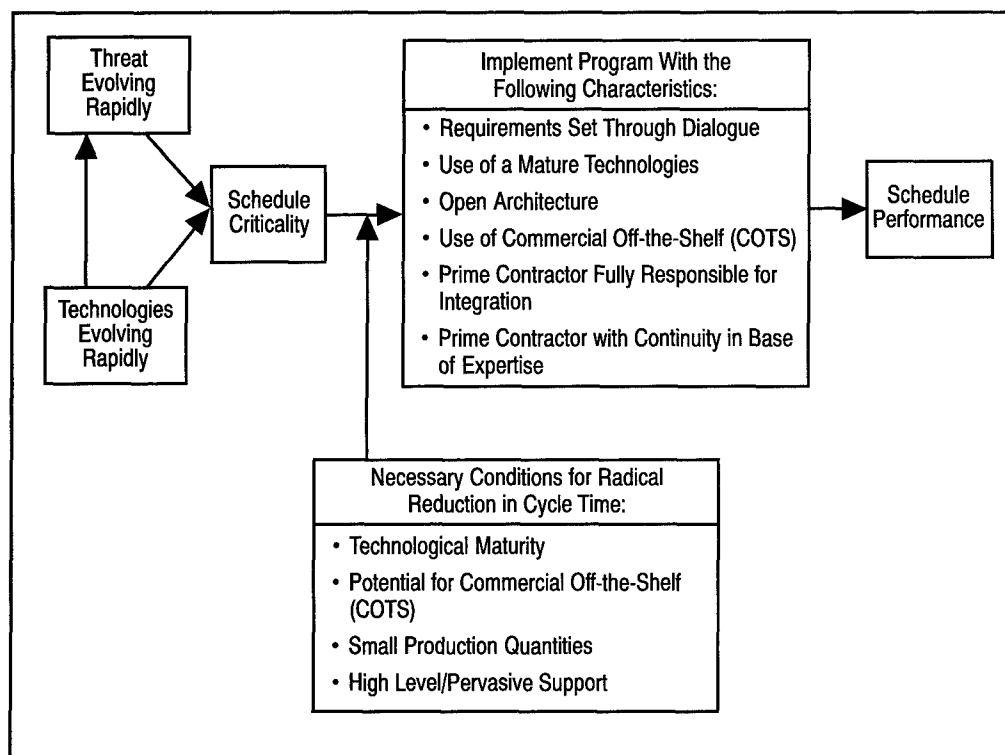 Threat
Evolving
Rapidly
Technologies
Evolving
Rapidly
Schedule
Criticality
Implement Program With the
Following Characteristics:
• Requirements Set Through Dialogue
• Use of a Mature Technologies
• Open Architecture
• Use of Commercial Off-the-Shelf (COTS)
• Prime Contractor Fully Responsible for
Integration
• Prime Contractor with Continuity in Base
of Expertise
Schedule
Performance
Necessary Conditions for Radical
Reduction in Cycle Time:
• Technological Maturity
• Potential for Commercial Off-the-Shelf
(COTS)
• Small Production Quantities
• High Level/Pervasive Support